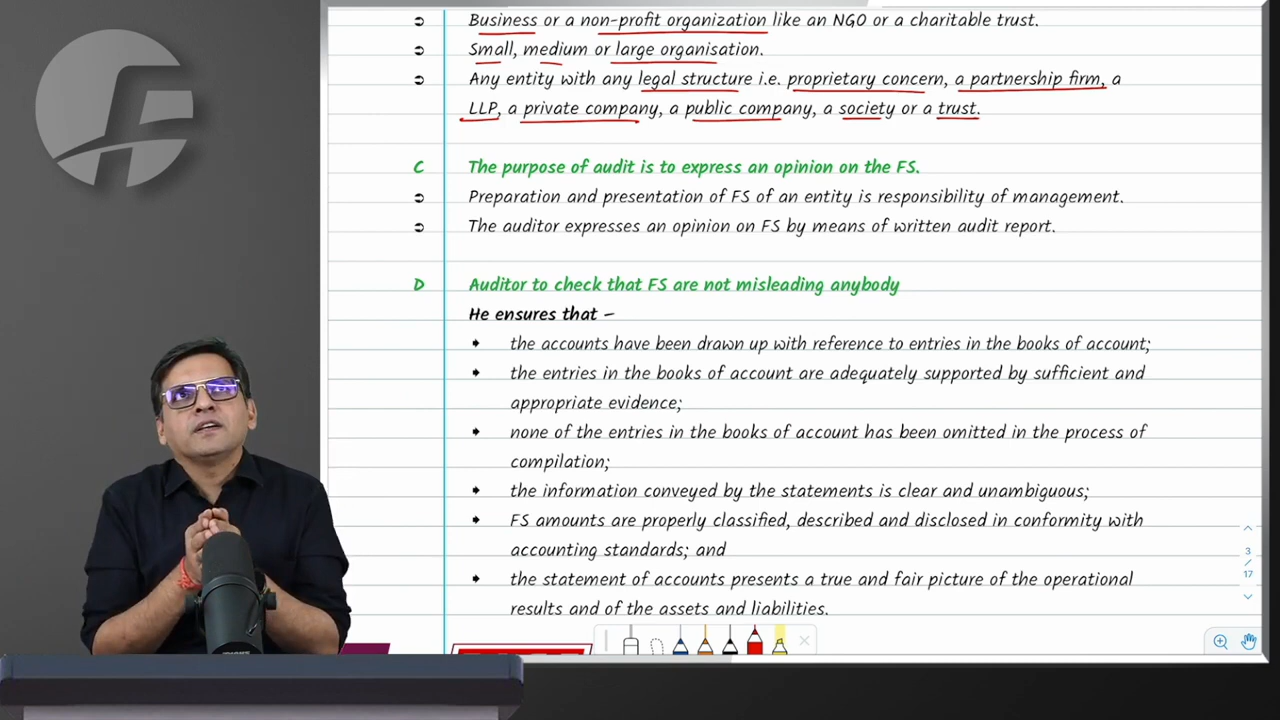 ➲ Business or a non-profit organization like an NGO or a charitable trust.
➲ Small, medium or large organisation.
➲ Any entity with any legal structure i.e. proprietary concern, a partnership firm, a
LLP, a private company, a public company, a society or a trust.
C The purpose of audit is to express an opinion on the FS.
➲ Preparation and presentation of FS of an entity is responsibility of management.
➲ The auditor expresses an opinion on FS by means of written audit report.
D Auditor to check that FS are not misleading anybody
He ensures that –
the accounts have been drawn up with reference to entries in the books of account;
the entries in the books of account are adequately supported by sufficient and
appropriate evidence;
none of the entries in the books of account has been omitted in the process of
compilation;
the information conveyed by the statements is clear and unambiguous;
FS amounts are properly classified, described and disclosed in conformity with
accounting standards; and
the statement of accounts presents a true and fair picture of the operational
results and of the assets and liabilities.
3
/
17